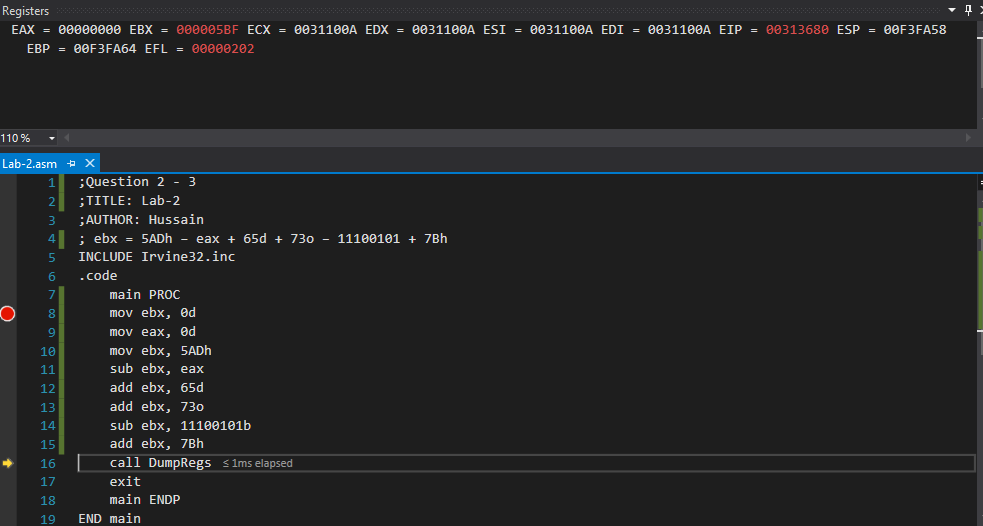 Registers
EAX = 00000000 EBX = 000005BF ECX = 0031100A EDX = 0031100A ESI = 0031100A EDI = 0031100A EIP = 00313680 ESP = 00F3FA58
EBP = 00F3FA64 EFL = 00000202
110 %
Lab-2.asm
1 ;Question 2 - 3
2 ;TITLE: Lab-2
3 ;AUTHOR: Hussain
4 ; ebx = 5ADh – eax + 65d + 73o – 11100101 + 7Bh
5 INCLUDE Irvine32.inc
6 .code
7 main PROC
8 mov ebx, 0d
9 mov eax, 0d
10 mov ebx, 5ADh
11 sub ebx, eax
12 add ebx, 65d
13 add ebx, 73o
14 sub ebx, 11100101b
15 add ebx, 7Bh
16 call DumpRegs ≤ 1ms elapsed
17 exit
18 main ENDP
19 END main